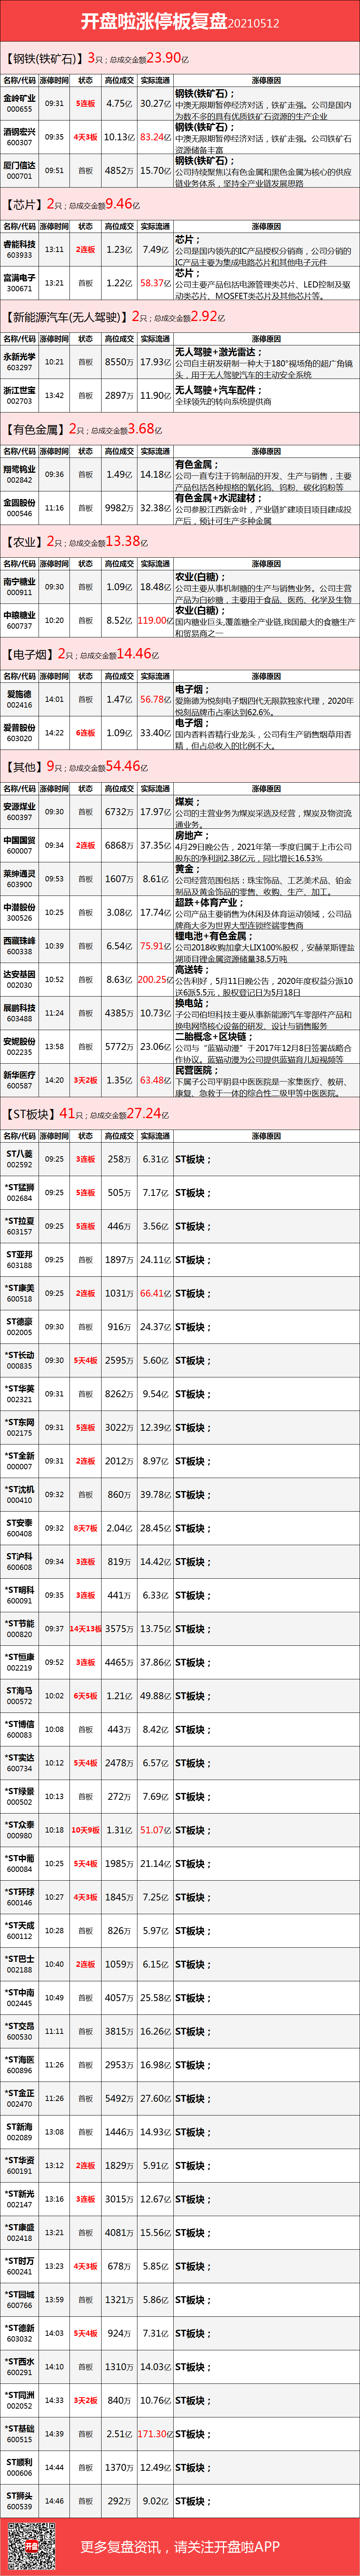 开盘啦涨停板复盘20210512
【钢铁(铁矿石)】3只；总成交金额23.90亿
名称/代码 涨停时间 状态 高位成交 实际流通 涨停原因
金岭矿业 000655 09:31 5连板 4.75亿 30.27亿 钢铁(铁矿石)；
中澳无限期暂停经济对话，铁矿走强。公司是国内
为数不多的具有优质铁矿石资源的生产企业
酒钢宏兴 600307 09:35 4天3板 10.13亿 83.24亿 钢铁(铁矿石)；
中澳无限期暂停经济对话，铁矿走强。公司铁矿石
资源储备丰富
厦门信达 000701 09:51 首板 4852万 15.70亿 钢铁(铁矿石)；
公司持续聚焦以有色金属和黑色金属为核心的供应
链业务体系，坚持全产业链发展思路
【芯片】2只；总成交金额9.46亿
名称/代码 涨停时间 状态 高位成交 实际流通 涨停原因
睿能科技 603933 13:11 2连板 1.23亿 7.49亿 芯片；
公司是国内领先的IC产品授权分销商，公司分销的
IC产品主要为集成电路芯片和其他电子元件
富满电子 300671 13:21 首板 1.22亿 58.37亿 芯片；
公司主要产品包括电源管理类芯片、LED控制及驱
动类芯片、MOSFET类芯片及其他芯片等。
【新能源汽车(无人驾驶)】2只；总成交金额2.92亿
名称/代码 涨停时间 状态 高位成交 实际流通 涨停原因
永新光学 603297 10:21 首板 8550万 17.93亿 无人驾驶+激光雷达；
公司自主研发研制一种大于180°视场角的超广角镜
头，用于无人驾驶汽车的主动安全系统
浙江世宝 002703 13:42 首板 2897万 11.90亿 无人驾驶+汽车配件；
全球领先的转向系统提供商
【有色金属】2只；总成交金额3.68亿
名称/代码 涨停时间 状态 高位成交 实际流通 涨停原因
翔鹭钨业 002842 09:36 首板 1.49亿 14.18亿 有色金属；
公司一直专注于钨制品的开发、生产与销售，主要
产品包括各种规格的氧化钨、钨粉、碳化钨粉等
金圆股份 000546 11:16 首板 9982万 32.38亿 有色金属+水泥建材；
公司参股江西新金叶，产业链扩建项目项目建成投
产后，预计可生产多种金属
【农业】2只；总成交金额13.38亿
名称/代码 涨停时间 状态 高位成交 实际流通 涨停原因
南宁糖业 000911 09:30 首板 1.09亿 18.48亿 农业(白糖)；
公司主要从事机制糖的生产与销售业务。公司主营
产品为白砂糖，主要用于食品、医药、化学及生物
中粮糖业 600737 10:20 首板 8.52亿 119.00亿 农业(白糖)；
国内糖业巨头,覆盖糖全产业链,我国最大的食糖生产
和贸易商之一
【电子烟】2只；总成交金额14.46亿
名称/代码 涨停时间 状态 高位成交 实际流通 涨停原因
爱施德 002416 14:01 首板 1.47亿 56.78亿 电子烟；
爱施德为悦刻电子烟四代无限款独家代理，2020年
悦刻品牌市占率达到62.6%。
爱普股份 603020 14:22 6连板 1.09亿 33.40亿 电子烟；
国内香料香精行业龙头，公司有生产销售烟草用香
精，但占总收入的比例不大。
【其他】9只；总成交金额54.46亿
名称/代码 涨停时间 状态 高位成交 实际流通 涨停原因
安源煤业 600397 09:30 首板 6732万 17.97亿 煤炭；
公司的主营业务为煤炭采选及经营，煤炭及物资流
通业务。
中国国贸 600007 09:34 2连板 6868万 37.35亿 房地产；
4月29日晚公告，2021年第一季度归属于上市公司
股东的净利润2.38亿元，同比增长16.53%
莱绅通灵 603900 09:53 首板 1607万 8.61亿 黄金；
公司经营范围包括：珠宝饰品、工艺美术品、铂金
制品及黄金饰品的零售、收购、生产、加工。
中潜股份 300526 10:25 首板 3.08亿 17.74亿 超跌+体育产业；
公司产品主要销售为休闲及体育运动领域，公司品
牌商大多为世界大型连锁终端零售商
西藏珠峰 600338 10:39 首板 6.54亿 75.91亿 锂电池+有色金属；
公司2018收购加拿大LIX100%股权，安赫莱斯锂盐
湖项目锂金属资源储量38.5万吨
达安基因 002030 10:52 首板 8.63亿 200.25亿 高送转；
公告利好，5月11日晚公告，2020年度权益分派10
送6派5.5元，股权登记日为5月18日
展鹏科技 603488 11:24 首板 4385万 10.73亿 换电站；
子公司伯坦科技主要从事新能源汽车零部件产品和
换电网络核心设备的研发、设计与销售服务
安妮股份 002235 13:58 首板 5772万 23.06亿 二胎概念+区块链；
公司与“蓝猫动漫”于2017年12月8日签署战略合
作协议。蓝猫动漫为公司提供蓝猫育儿短视频等
新华医疗 600587 14:20 3天2板 1.35亿 63.48亿 民营医院；
下属子公司平阴县中医医院是一家集医疗、教研、
康复、急救于一体的综合性二级甲等中医医院。
【ST板块】41只；总成交金额27.24亿
名称/代码 涨停时间 状态 高位成交 实际流通 涨停原因
ST八菱 002592 09:25 3连板 258万 6.31亿 ST板块；
*ST猛狮 002684 09:25 5连板 505万 7.17亿 ST板块；
*ST拉夏 603157 09:25 5连板 446万 3.56亿 ST板块；
ST亚邦 603188 09:25 首板 1897万 24.11亿 ST板块；
*ST康美 600518 09:25 2连板 1031万 66.41亿 ST板块；
ST德豪 002005 09:30 首板 916万 24.37亿 ST板块；
*ST长动 000835 09:30 5天4板 2595万 5.60亿 ST板块；
*ST华英 002321 09:31 首板 8262万 9.54亿 ST板块；
*ST东网 002175 09:31 5连板 3022万 12.39亿 ST板块；
*ST全新 000007 09:31 2连板 2012万 8.97亿 ST板块；
*ST沈机 000410 09:32 首板 860万 39.78亿 ST板块；
ST安泰 600408 09:32 8天7板 2.04亿 28.45亿 ST板块；
ST沪科 600608 09:34 3连板 819万 14.42亿 ST板块；
*ST明科 600091 09:35 3连板 441万 6.33亿 ST板块；
*ST节能 000820 09:37 14天13板 3575万 13.75亿 ST板块；
*ST恒康 002219 09:52 3连板 4465万 37.86亿 ST板块；
ST海马 000572 10:02 6天5板 1.21亿 49.88亿 ST板块；
*ST博信 600083 10:08 首板 443万 8.42亿 ST板块；
*ST实达 600734 10:12 5天4板 2478万 6.57亿 ST板块；
*ST绿景 000502 10:13 首板 272万 7.69亿 ST板块；
*ST众泰 000980 10:18 10天9板 1.31亿 51.07亿 ST板块；
*ST中葡 600084 10:25 5天4板 1985万 21.14亿 ST板块；
*ST环球 600146 10:27 4天3板 1845万 7.25亿 ST板块；
*ST天成 600112 10:28 首板 826万 5.97亿 ST板块；
*ST巴士 002188 10:40 2连板 1059万 6.15亿 ST板块；
*ST中南 002445 10:49 首板 4057万 25.58亿 ST板块；
*ST交昂 600530 11:11 首板 3815万 16.26亿 ST板块；
*ST海医 600896 11:26 首板 2953万 16.98亿 ST板块；
*ST金正 002470 11:26 首板 5492万 27.60亿 ST板块；
ST新海 002089 13:08 首板 1446万 14.93亿 ST板块；
*ST华资 600191 13:12 2连板 1829万 5.91亿 ST板块；
*ST新光 002147 13:16 3连板 3015万 12.67亿 ST板块；
*ST康盛 002418 13:21 首板 4081万 15.56亿 ST板块；
*ST时万 600241 13:23 4天3板 678万 5.85亿 ST板块；
*ST园城 600766 13:59 首板 1321万 5.86亿 ST板块；
*ST德新 603032 14:03 5天4板 924万 7.31亿 ST板块；
*ST西水 600291 14:10 首板 1310万 14.03亿 ST板块；
*ST同洲 002052 14:33 3天2板 840万 10.76亿 ST板块；
*ST基础 600515 14:39 首板 2.51亿 171.30亿 ST板块；
ST顺利 000606 14:44 首板 1370万 12.49亿 ST板块；
ST狮头 600539 14:46 首板 292万 9.02亿 ST板块；
更多复盘资讯，请关注开盘啦APP